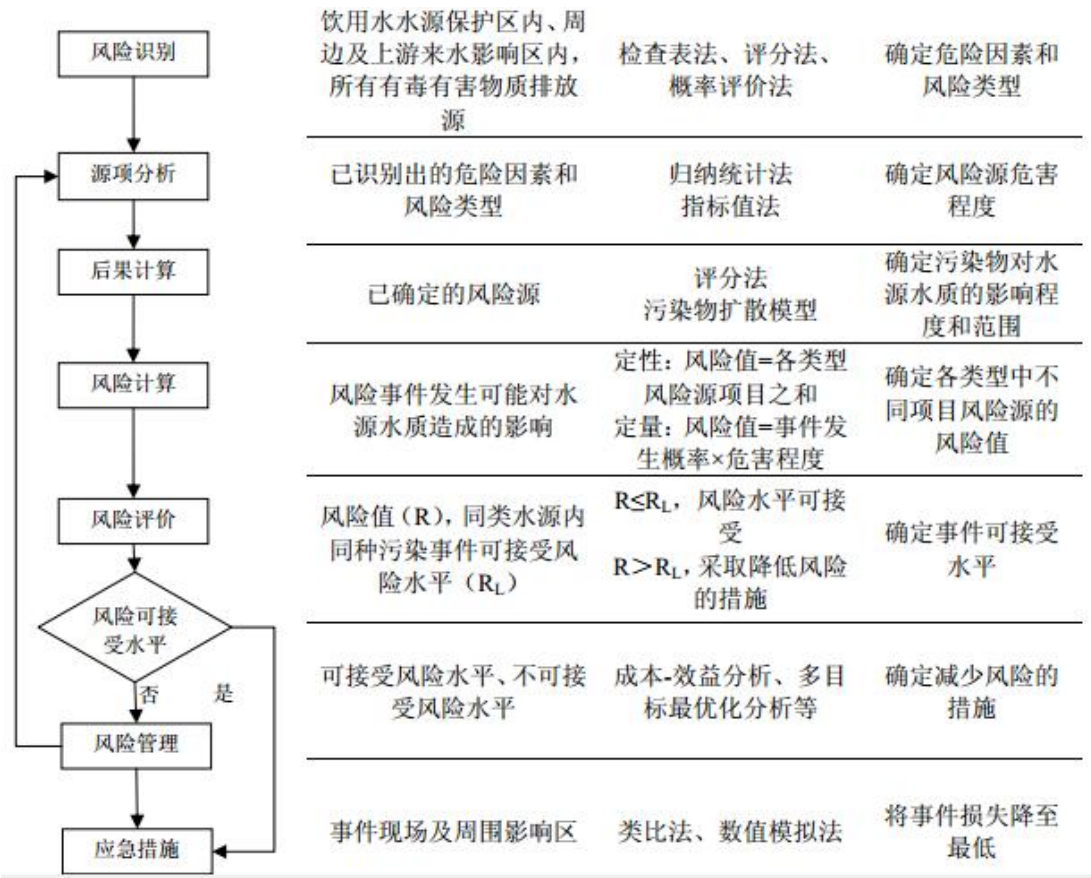 风险识别
饮用水水源保护区内、周
边及上游来水影响区内，
所有有毒有害物质排放
源
检查表法、评分法、
概率评价法
确定危险因素和
风险类型
源项分析
已识别出的危险因素和
风险类型
归纳统计法
指标值法
确定风险源危害
程度
后果计算
已确定的风险源
评分法
污染物扩散模型
确定污染物对水
源水质的影响程
度和范围
风险计算
风险事件发生可能对水
源水质造成的影响
定性：风险值=各类型
风险源项目之和
定量：风险值=事件发
生概率×危害程度
确定各类型中不
同项目风险源的
风险值
风险评价
风险值（R），同类水源内
同种污染事件可接受风
险水平（RL）
R≤RL，风险水平可接
受
R＞RL，采取降低风险
的措施
确定事件可接受
水平
风险可接
受水平
否
是
可接受风险水平、不可接
受风险水平
成本-效益分析、多目
标最优化分析等
确定减少风险的
措施
风险管理
应急措施
事件现场及周围影响区
类比法、数值模拟法
将事件损失降至
最低